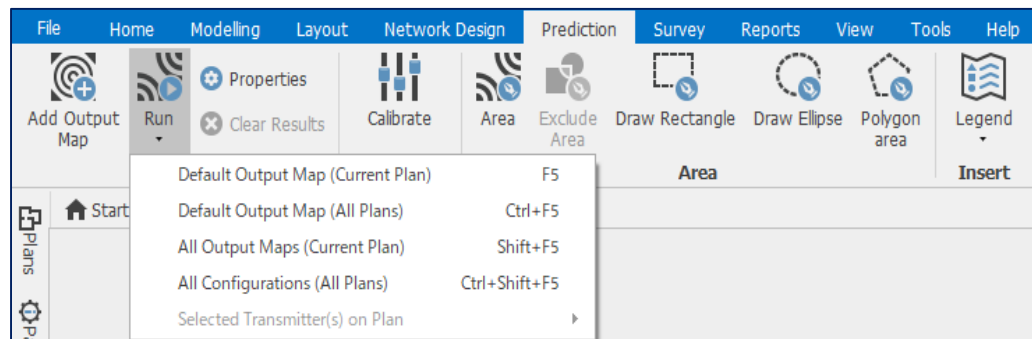 File Home Modelling Layout Network Design Prediction Survey Reports View Tools Help
Add Output Map
Run
Properties
Clear Results
Calibrate
Area
Exclude Area
Draw Rectangle
Draw Ellipse
Polygon area
Legend
Area
Insert
Default Output Map (Current Plan) F5
Default Output Map (All Plans) Ctrl+F5
All Output Maps (Current Plan) Shift+F5
All Configurations (All Plans) Ctrl+Shift+F5
Selected Transmitter(s) on Plan
Start
Plans